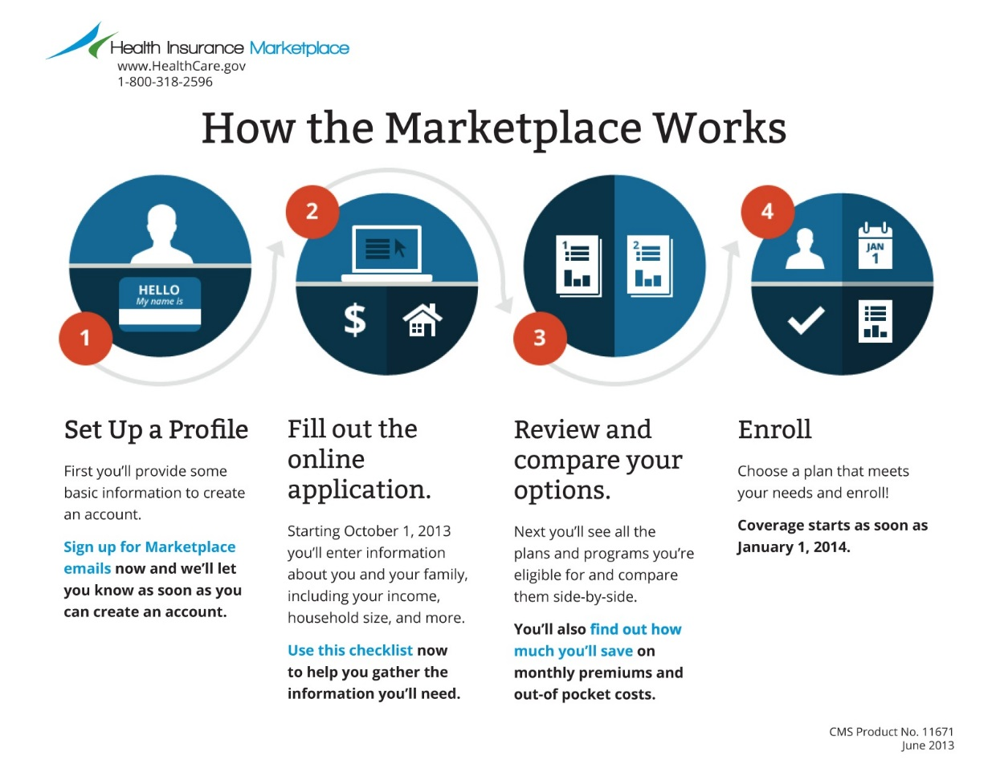 Health Insurance Marketplace
www.HealthCare.gov
1-800-318-2596
How the Marketplace Works
1
HELLO
My name is
2
$
3
1
2
4
JAN
1
Set Up a Profile
First you'll provide some
basic information to create
an account.
Sign up for Marketplace
emails now and we'll let
you know as soon as you
can create an account.
Fill out the
online
application.
Starting October 1, 2013
you'll enter information
about you and your family,
including your income,
household size, and more.
Use this checklist now
to help you gather the
information you'll need.
Review and
compare your
options.
Next you'll see all the
plans and programs you're
eligible for and compare
them side-by-side.
You'll also find out how
much you'll save on
monthly premiums and
out-of pocket costs.
Enroll
Choose a plan that meets
your needs and enroll!
Coverage starts as soon as
January 1, 2014.
CMS Product No. 11671
June 2013